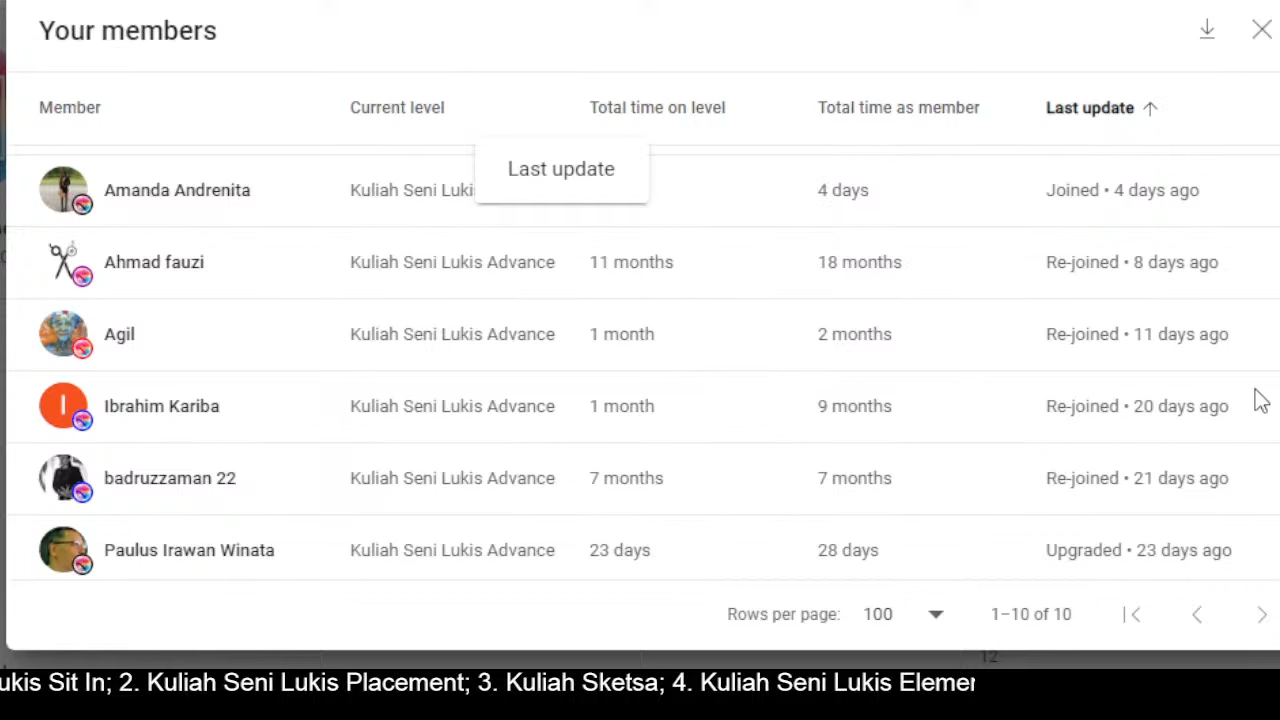 Your members
Member Current level Total time on level Total time as member Last update
Last update
Amanda Andrenita Kuliah Seni 4 days Joined • 4 days ago
Ahmad fauzi Kuliah Seni Lukis Advance 11 months 18 months Re-joined • 8 days ago
Agil Kuliah Seni Lukis Advance 1 month 2 months Re-joined • 11 days ago
I
Ibrahim Kariba Kuliah Seni Lukis Advance 1 month 9 months Re-joined • 20 days ago
badruzzaman 22 Kuliah Seni Lukis Advance 7 months 7 months Re-joined • 21 days ago
Paulus Irawan Winata Kuliah Seni Lukis Advance 23 days 28 days Upgraded • 23 days ago
Rows per page: 100 1–10 of 10
12
ukis Sit In; 2. Kuliah Seni Lukis Placement; 3. Kuliah Sketsa; 4. Kuliah Seni Lukis Elemen